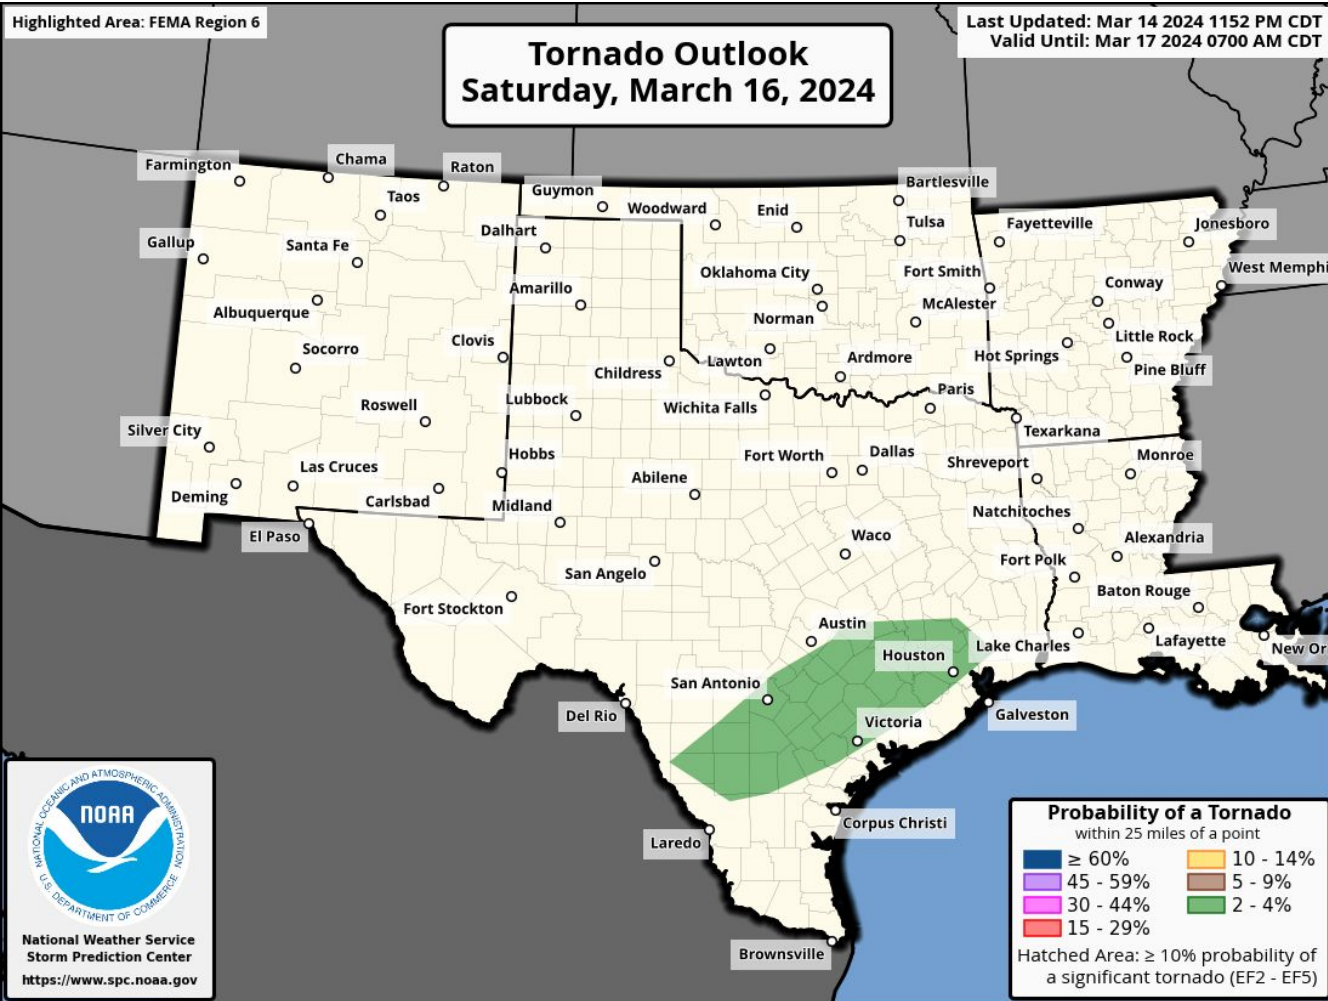 Highlighted Area: FEMA Region 6
Tornado Outlook
Saturday, March 16, 2024
Last Updated: Mar 14 2024 1152 PM CDT
Valid Until: Mar 17 2024 0700 AM CDT
Farmington
Chama
Raton
Taos
Guymon
Woodward
Enid
Bartlesville
Tulsa
Fayetteville
Jonesboro
Gallup
Santa Fe
Dalhart
Oklahoma City
Fort Smith
West Memphi
Amarillo
Conway
Albuquerque
Norman
McAlester
Socorro
Clovis
Little Rock
Childress
Lawton
Ardmore
Hot Springs
Pine Bluff
Roswell
Lubbock
Wichita Falls
Paris
Silver City
Texarkana
Las Cruces
Hobbs
Fort Worth
Dallas
Shreveport
Monroe
Deming
Carlsbad
Midland
Abilene
Natchitoches
El Paso
Waco
Alexandria
San Angelo
Fort Polk
Fort Stockton
Baton Rouge
Austin
Lake Charles
Lafayette
New Or
Houston
San Antonio
Del Rio
Victoria
Galveston
Laredo
Corpus Christi
Brownsville
NATIONAL OCEANIC AND ATMOSPHERIC ADMINISTRATION
NOAA
U.S. DEPARTMENT OF COMMERCE
National Weather Service
Storm Prediction Center
https://www.spc.noaa.gov
Probability of a Tornado
within 25 miles of a point
≥ 60%
10 - 14%
45 - 59%
5 - 9%
30 - 44%
2 - 4%
15 - 29%
Hatched Area: ≥ 10% probability of
a significant tornado (EF2 - EF5)